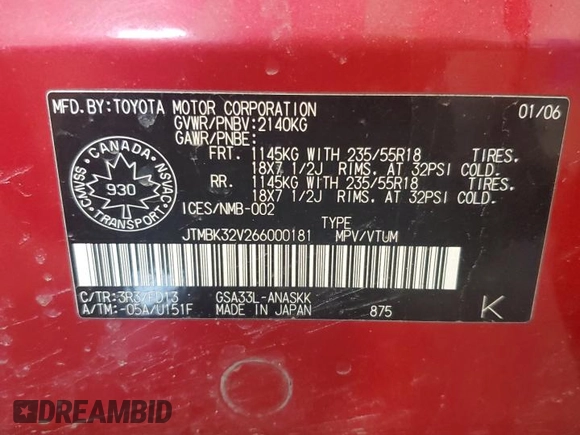 MFD.BY:TOYOTA MOTOR CORPORATION 01/06
GVWR/PNBV:2140KG
GAWR/PNBE:
FRT. 1145KG WITH 235/55R18 TIRES.
18X7 1/2J RIMS. AT 32PSI COLD.
RR. 1145KG WITH 235/55R18 TIRES.
18X7 1/2J RIMS. AT 32PSI COLD.
ICES/NMB-002
CANADA
CMVSS 930 NSVAC
TRANSPORT
TYPE
JTMBK32V266000181 MPV/VTUM
C/TR:3R37FD13 GSA33L-ANASKK
A/TM:-05A/U151F MADE IN JAPAN 875 K
DREAMBID